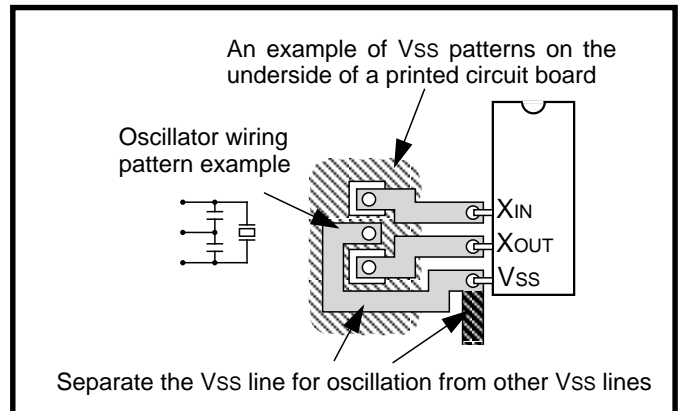 An example of VSS patterns on the
underside of a printed circuit board
Oscillator wiring
pattern example
XIN
XOUT
VSS
Separate the VSS line for oscillation from other VSS lines